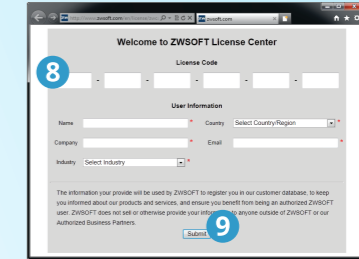 www.zwsoft.com
zwsoft.com
Welcome to ZWSOFT License Center
License Code
8
- - - - - -
User Information
Name * Country Select Country/Region *
Company * Email *
Industry Select Industry *
The information your provide will be used by ZWSOFT to register you in our customer database, to keep
you informed about our products and services, and ensure you benefit from being an authorized ZWSOFT
user. ZWSOFT does not sell or otherwise provide your to anyone outside of ZWSOFT or our
Authorized Business Partners.
Submit 9